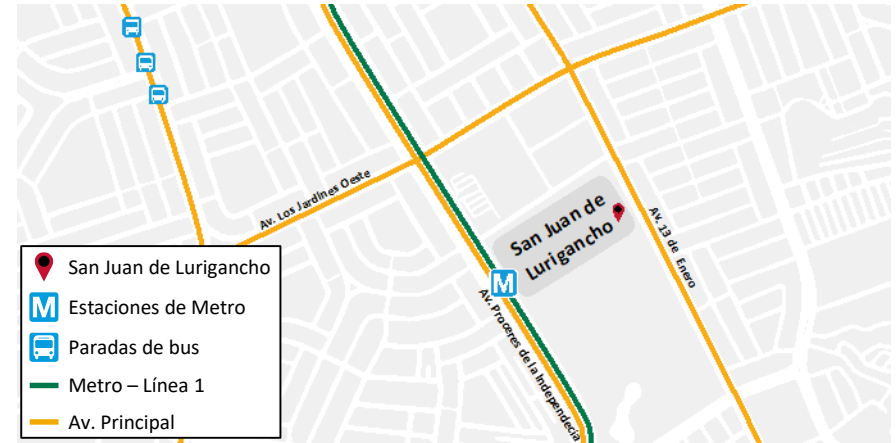 Av. Los Jardines Oeste
San Juan de
Lurigancho
Av. 13 de Enero
Av. Proceres de la Independecia
M
San Juan de Lurigancho
M
Estaciones de Metro
Paradas de bus
Metro – Línea 1
Av. Principal